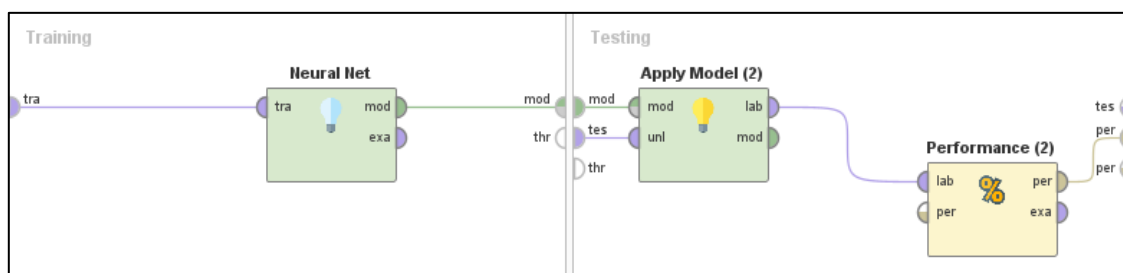 Training
Testing
Neural Net
Apply Model (2)
tra
tra
mod
mod
mod
mod
lab
tes
exa
thr
tes
unl
mod
per
thr
Performance (2)
per
lab
per
per
exa